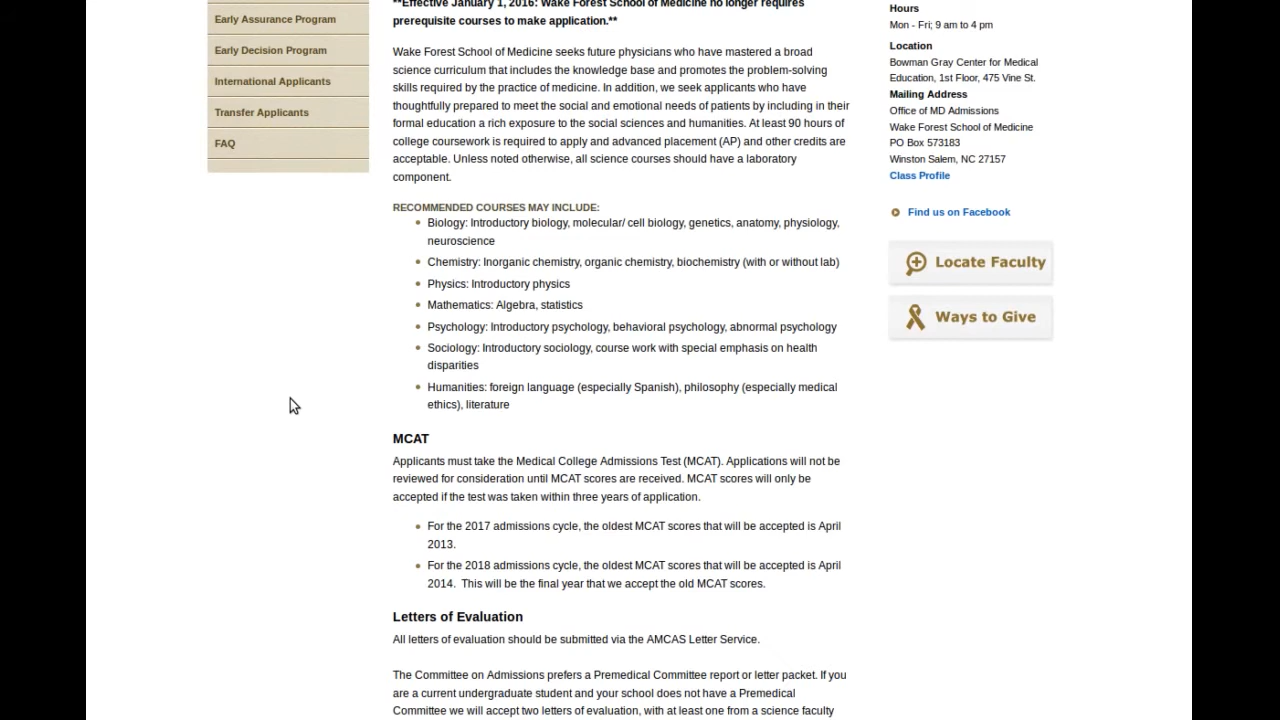 Early Assurance Program
Early Decision Program
International Applicants
Transfer Applicants
FAQ
**Effective January 1, 2016: Wake Forest School of Medicine no longer requires
prerequisite courses to make application.**
Wake Forest School of Medicine seeks future physicians who have mastered a broad
science curriculum that includes the knowledge base and promotes the problem-solving
skills required by the practice of medicine. In addition, we seek applicants who have
thoughtfully prepared to meet the social and emotional needs of patients by including in their
formal education a rich exposure to the social sciences and humanities. At least 90 hours of
college coursework is required to apply and advanced placement (AP) and other credits are
acceptable. Unless noted otherwise, all science courses should have a laboratory
component.
RECOMMENDED COURSES MAY INCLUDE:
Biology: Introductory biology, molecular/ cell biology, genetics, anatomy, physiology,
neuroscience
Chemistry: Inorganic chemistry, organic chemistry, biochemistry (with or without lab)
Physics: Introductory physics
Mathematics: Algebra, statistics
Psychology: Introductory psychology, behavioral psychology, abnormal psychology
Sociology: Introductory sociology, course work with special emphasis on health
disparities
Humanities: foreign language (especially Spanish), philosophy (especially medical
ethics), literature
MCAT
Applicants must take the Medical College Admissions Test (MCAT). Applications will not be
reviewed for consideration until MCAT scores are received. MCAT scores will only be
accepted if the test was taken within three years of application.
For the 2017 admissions cycle, the oldest MCAT scores that will be accepted is April
2013.
For the 2018 admissions cycle, the oldest MCAT scores that will be accepted is April
2014.  This will be the final year that we accept the old MCAT scores.
Letters of Evaluation
All letters of evaluation should be submitted via the AMCAS Letter Service.
The Committee on Admissions prefers a Premedical Committee report or letter packet. If you
are a current undergraduate student and your school does not have a Premedical
Committee we will accept two letters of evaluation, with at least one from a science faculty
Hours
Mon - Fri; 9 am to 4 pm
Location
Bowman Gray Center for Medical
Education, 1st Floor, 475 Vine St.
Mailing Address
Office of MD Admissions
Wake Forest School of Medicine
PO Box 573183
Winston Salem, NC 27157
Class Profile
Find us on Facebook
Locate Faculty
Ways to Give